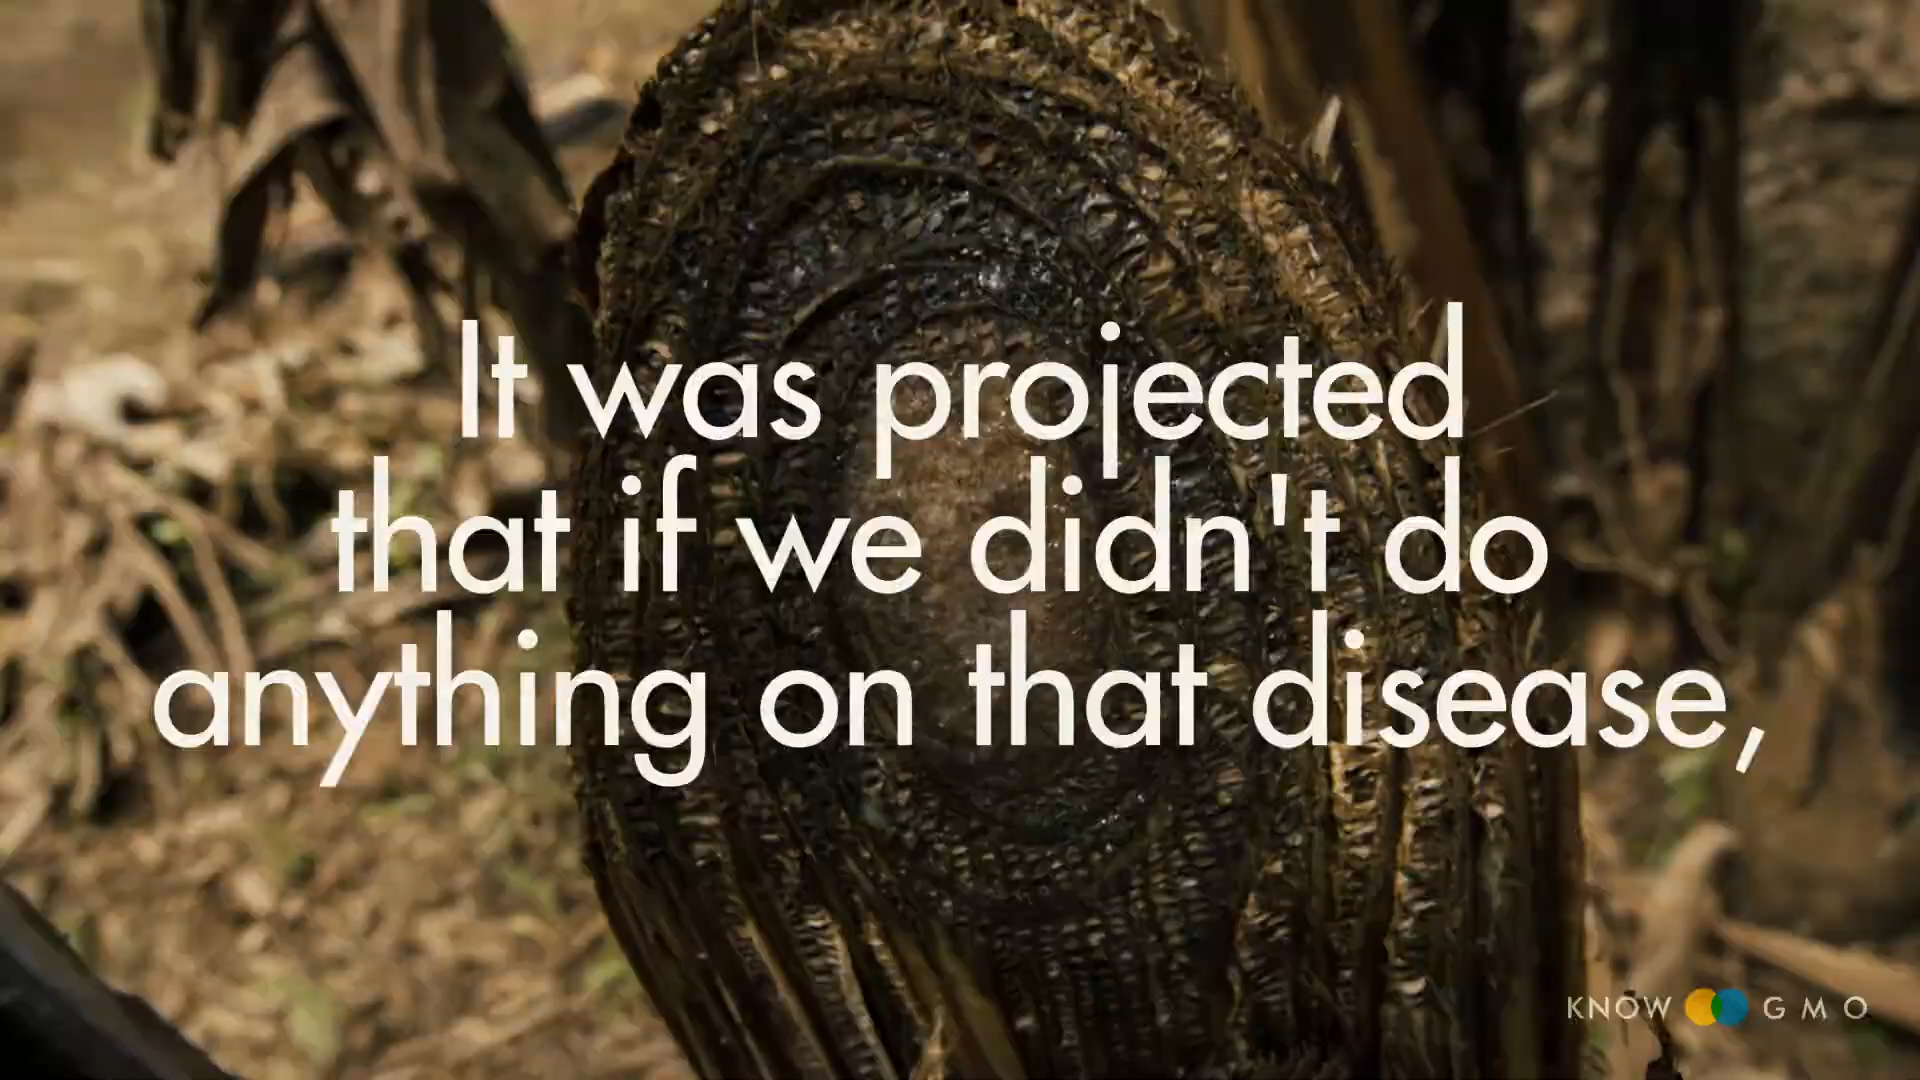 It was projected
that if we didn't do
anything on that disease,
KNOW GMO